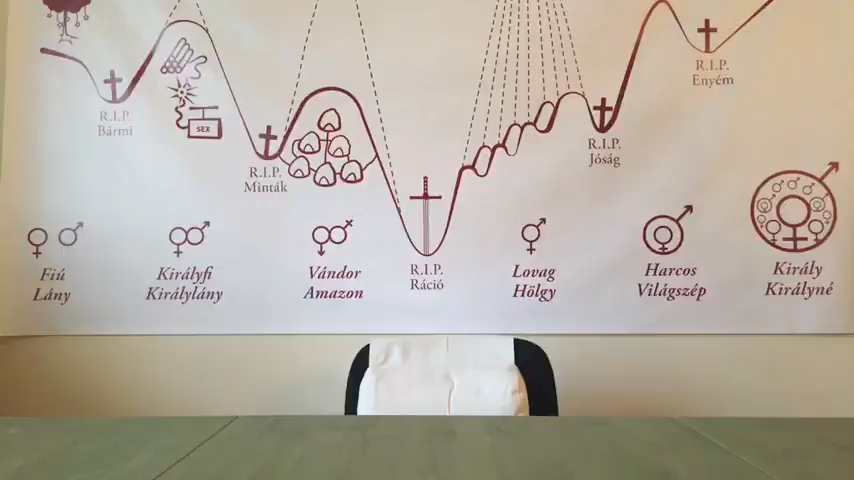 R.I.P.
Enyém
R.I.P.
Bármi
SEX
R.I.P.
Jóság
R.I.P.
Minták
R.I.P.
Ráció
Fiú
Lány
Királyfi
Királylány
Vándor
Amazon
Lovag
Hölgy
Harcos
Világszép
Király
Királyné